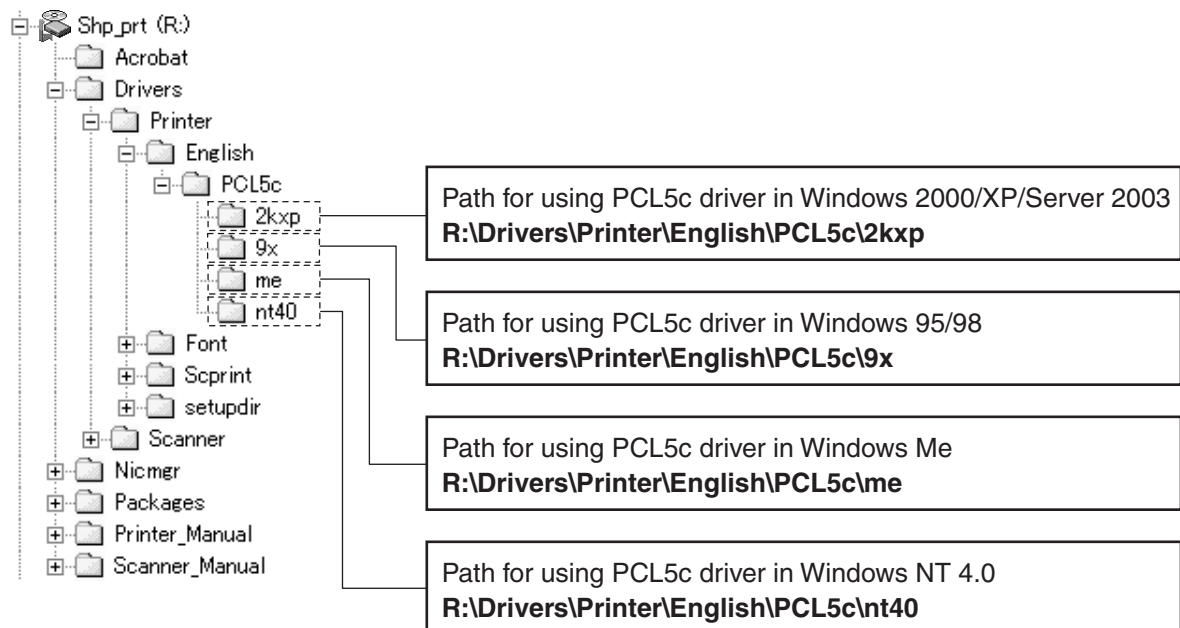 Shp_prt (R:)
Acrobat
Drivers
Printer
English
PCL5c
2kxp
9x
me
nt40
Font
Scprint
setupdir
Scanner
Nicmgr
Packages
Printer_Manual
Scanner_Manual
Path for using PCL5c driver in Windows 2000/XP/Server 2003
R:\Drivers\Printer\English\PCL5c\2kxp
Path for using PCL5c driver in Windows 95/98
R:\Drivers\Printer\English\PCL5c\9x
Path for using PCL5c driver in Windows Me
R:\Drivers\Printer\English\PCL5c\me
Path for using PCL5c driver in Windows NT 4.0
R:\Drivers\Printer\English\PCL5c\nt40